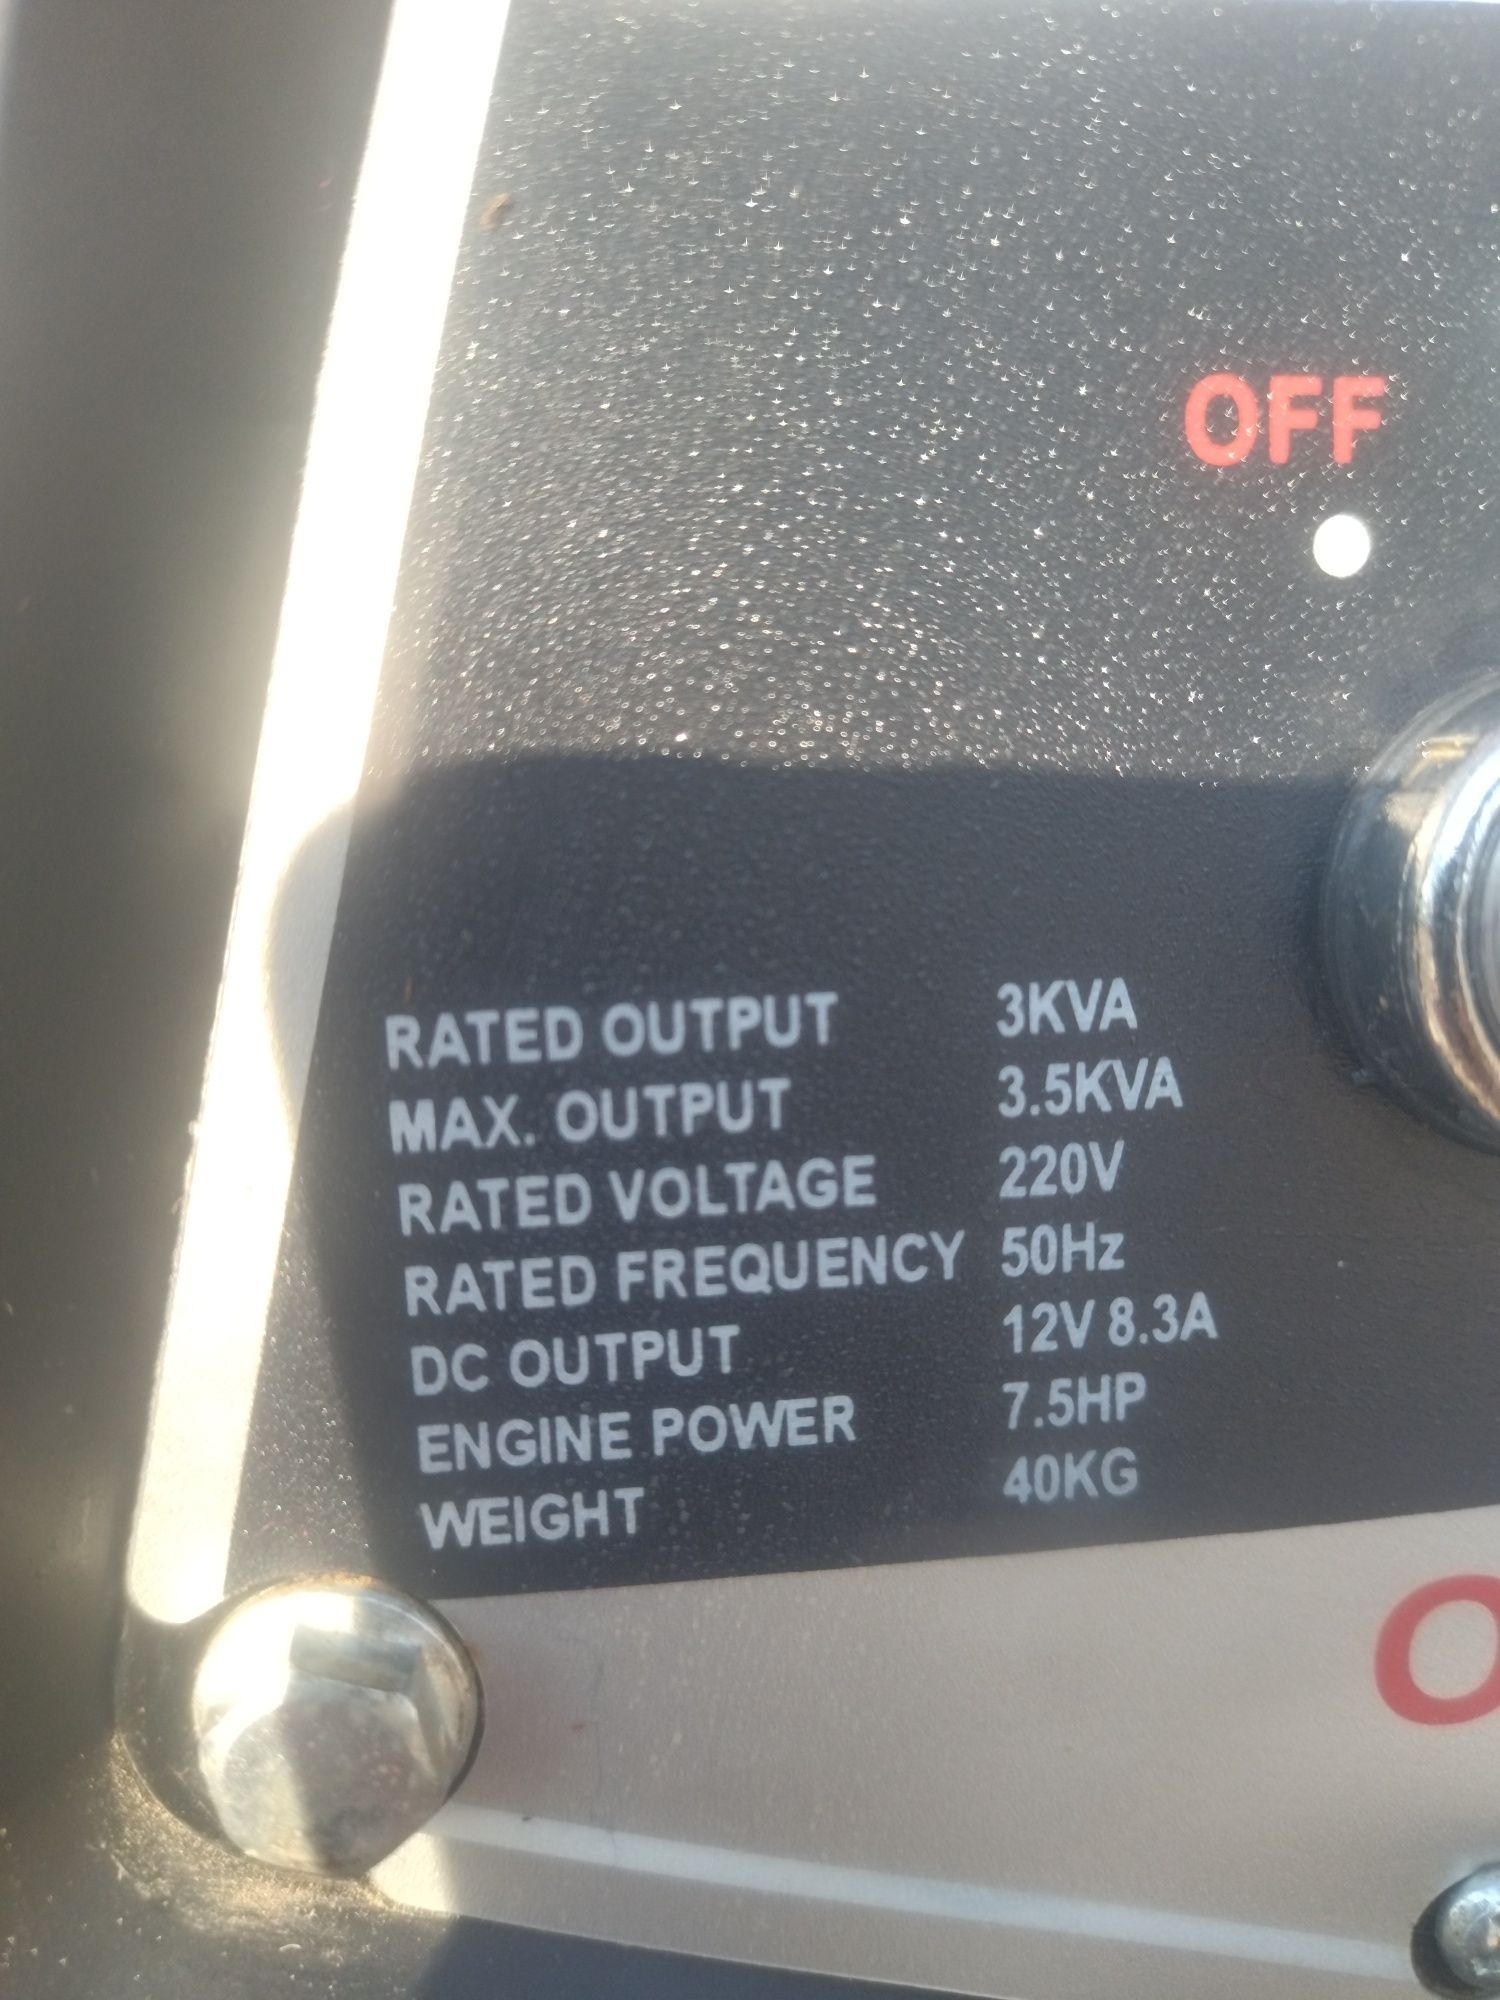 OFF
RATED OUTPUT 3KVA
MAX. OUTPUT 3.5KVA
RATED VOLTAGE 220V
RATED FREQUENCY 50Hz
DC OUTPUT 12V 8.3A
ENGINE POWER 7.5HP
WEIGHT 40KG